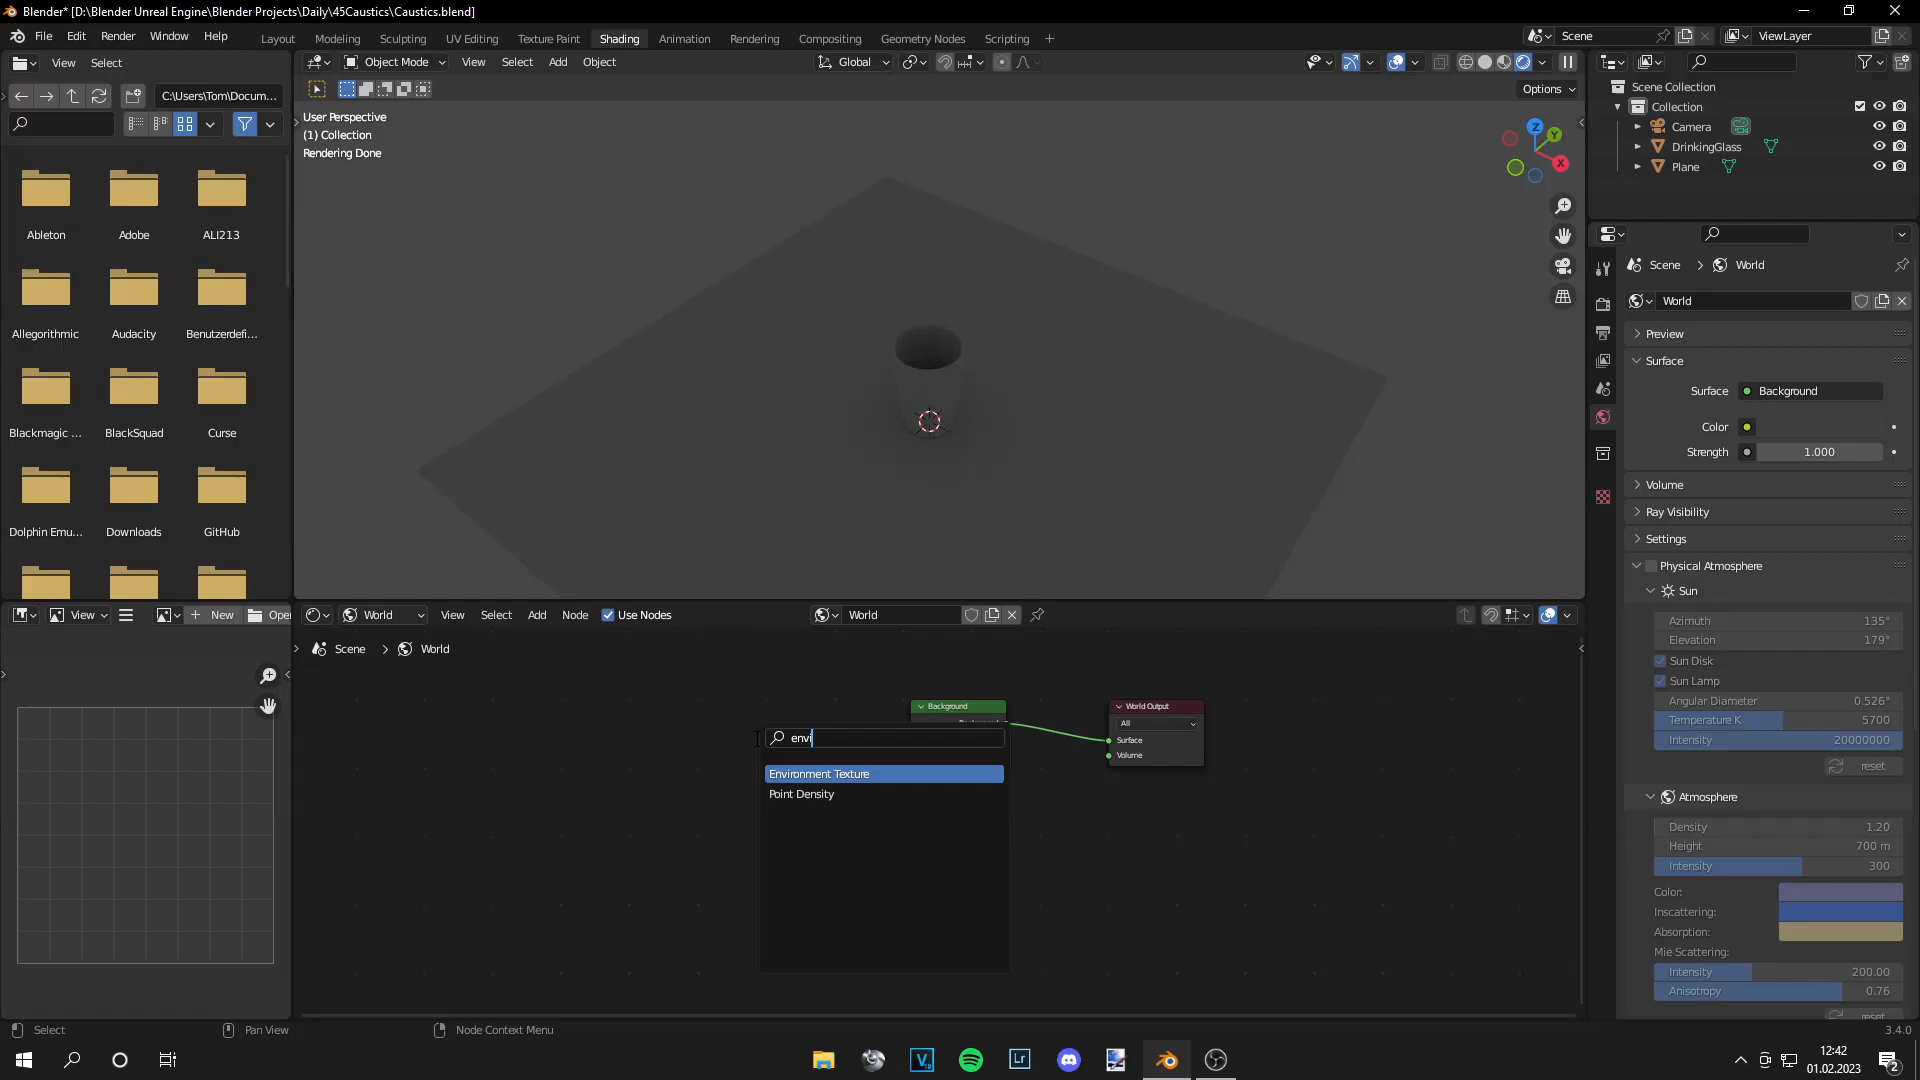 Blender* [D:\Blender Unreal Engine\Blender Projects\Daily\45Caustics\Caustics.blend]
File Edit Render Window Help
Layout Modeling Sculpting UV Editing Texture Paint Shading Animation Rendering Compositing Geometry Nodes Scripting +
Scene
ViewLayer
View Select
Object Mode View Select Add Object
Global
C:\Users\Tom\Docum...
Options
User Perspective
(1) Collection
Rendering Done
Z
Y
X
Scene Collection
Collection
Camera
DrinkingGlass
Plane
Ableton Adobe ALI213
Allegorithmic Audacity Benutzerdefi...
Blackmagic ... BlackSquad Curse
Dolphin Emu... Downloads GitHub
Scene > World
World
Preview
Surface
Surface Background
Color
Strength 1.000
Volume
Ray Visibility
Settings
Physical Atmosphere
Sun
Azimuth 135°
Elevation 179°
Sun Disk
Sun Lamp
Angular Diameter 0.526°
Temperature K 5700
Intensity 20000000
reset
Atmosphere
Density 1.20
Height 700 m
Intensity 300
Color:
Inscattering:
Absorption:
Mie Scattering:
Intensity 200.00
Anisotropy 0.76
reset
View
New
Ope
World View Select Add Node Use Nodes
World
Scene > World
Background
World Output
All
Surface
Volume
envi
Environment Texture
Point Density
Select
Pan View
Node Context Menu
3.4.0
V
18
Lr
12:42
01.02.2023
2